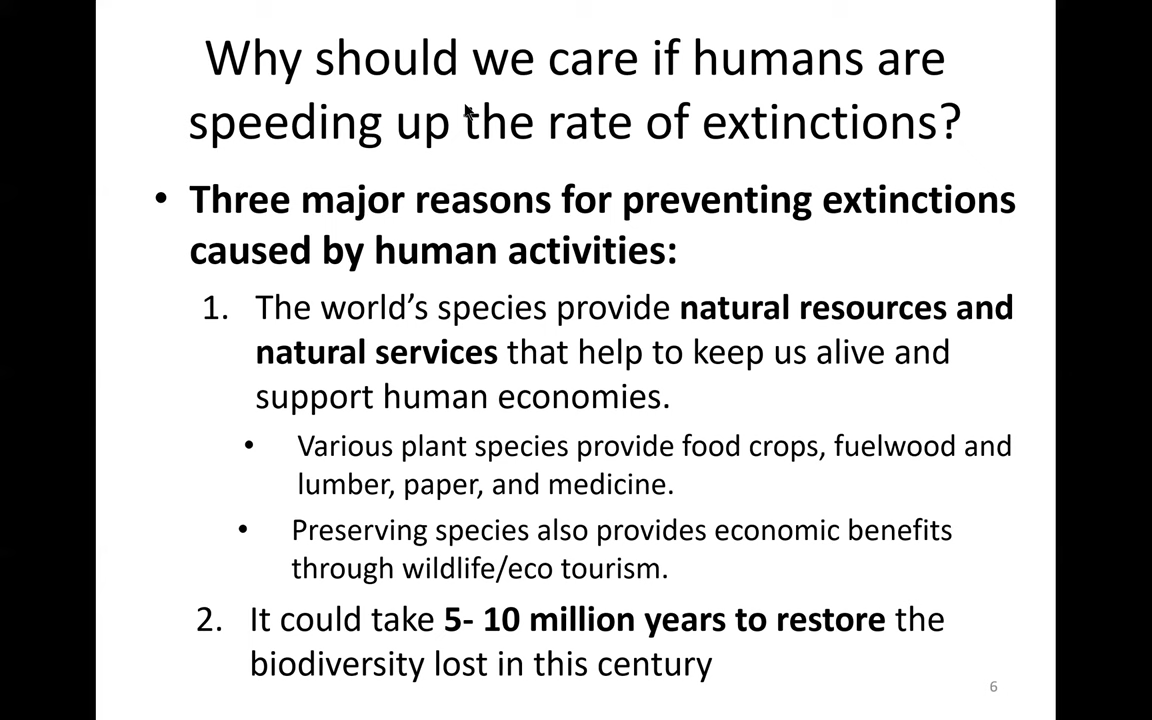 Why should we care if humans are
speeding up the rate of extinctions?
• Three major reasons for preventing extinctions
caused by human activities:
1. The world’s species provide natural resources and
natural services that help to keep us alive and
support human economies.
• Various plant species provide food crops, fuelwood and
lumber, paper, and medicine.
• Preserving species also provides economic benefits
through wildlife/eco tourism.
2. It could take 5- 10 million years to restore the
biodiversity lost in this century
6